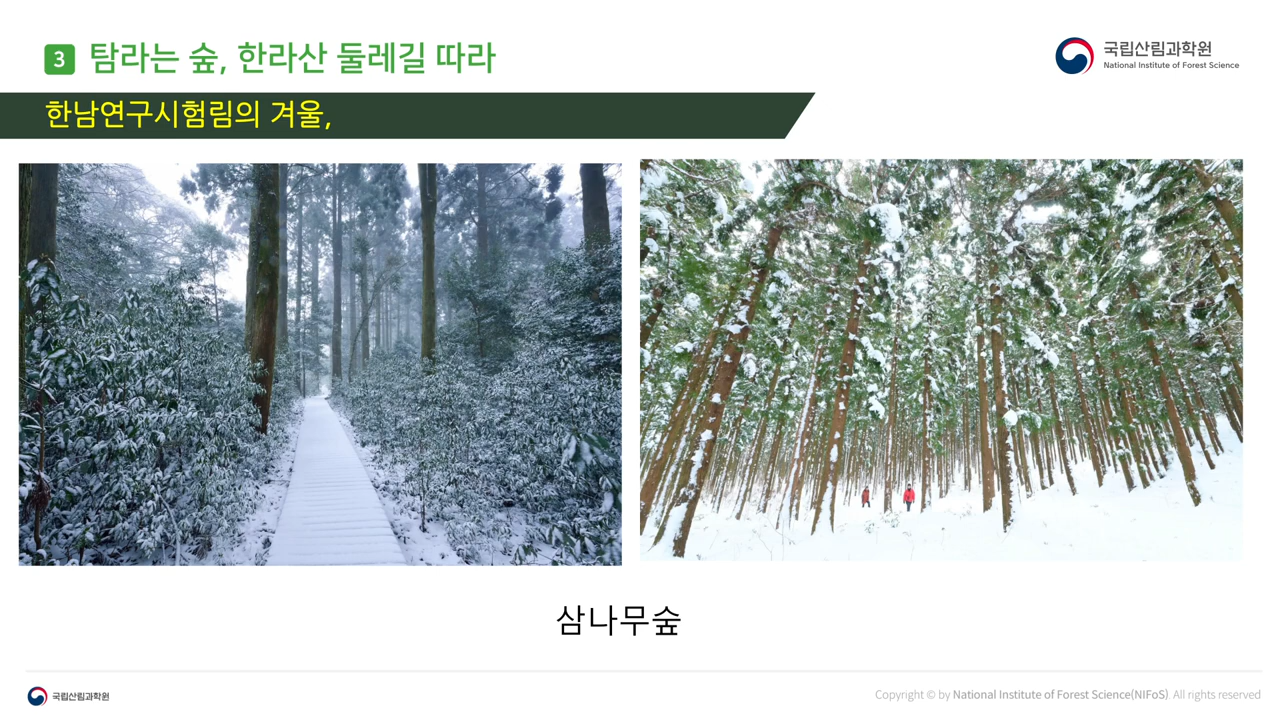 3 탐라는 숲, 한라산 둘레길 따라
국립산림과학원
National Institute of Forest Science
한남연구시험림의 겨울,
삼나무숲
국립산림과학원
Copyright © by National Institute of Forest Science(NIFoS). All rights reserved